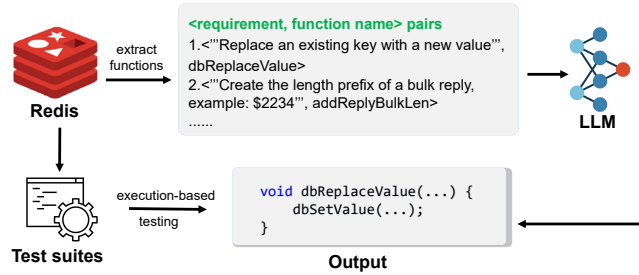 <requirement, function name> pairs
extract
functions
1.<'''Replace an existing key with a new value''',
dbReplaceValue>
2.<'''Create the length prefix of a bulk reply,
example: $2234''', addReplyBulkLen>
......
Redis
LLM
execution-based
testing
void dbReplaceValue(...) {
dbSetValue(...);
}
Test suites
Output